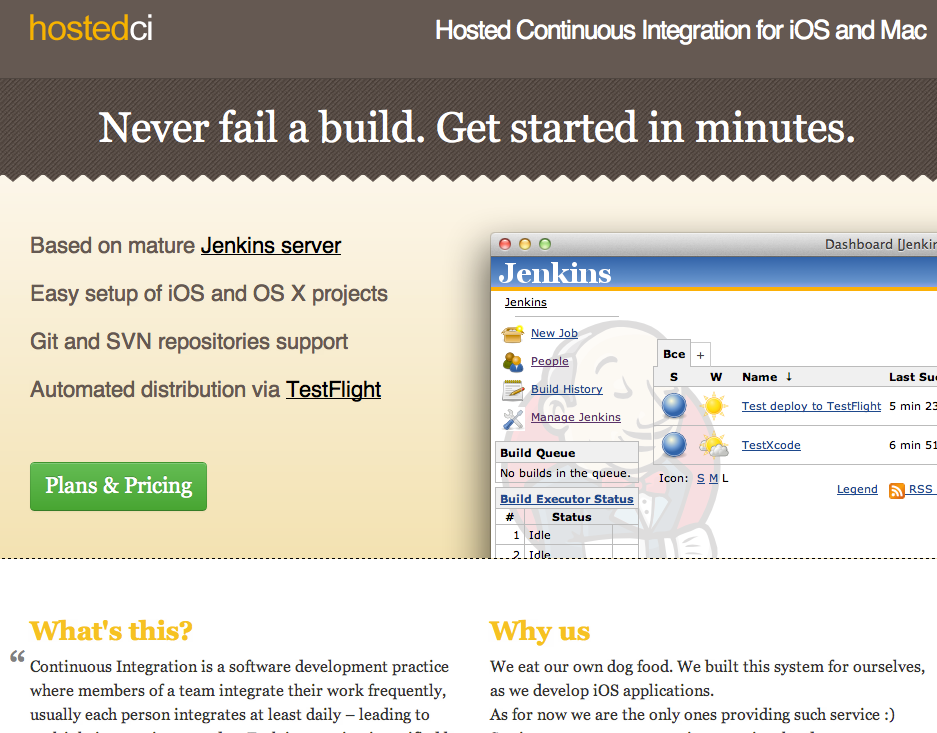 hostedci
Hosted Continuous Integration for iOS and Mac
Never fail a build. Get started in minutes.
Based on mature Jenkins server
Easy setup of iOS and OS X projects
Git and SVN repositories support
Automated distribution via TestFlight
Plans & Pricing
Dashboard [Jenkin
Jenkins
Jenkins
New Job
People
Build History
Manage Jenkins
Build Queue
No builds in the queue.
Build Executor Status
# Status
1 Idle
2 Idle
Все +
S W Name ↓ Last Suc
Test deploy to TestFlight 5 min 23
TestXcode 6 min 51
Icon: S M L
Legend RSS
What's this?
“ Continuous Integration is a software development practice
where members of a team integrate their work frequently,
usually each person integrates at least daily – leading to
Why us
We eat our own dog food. We built this system for ourselves,
as we develop iOS applications.
As for now we are the only ones providing such service :)